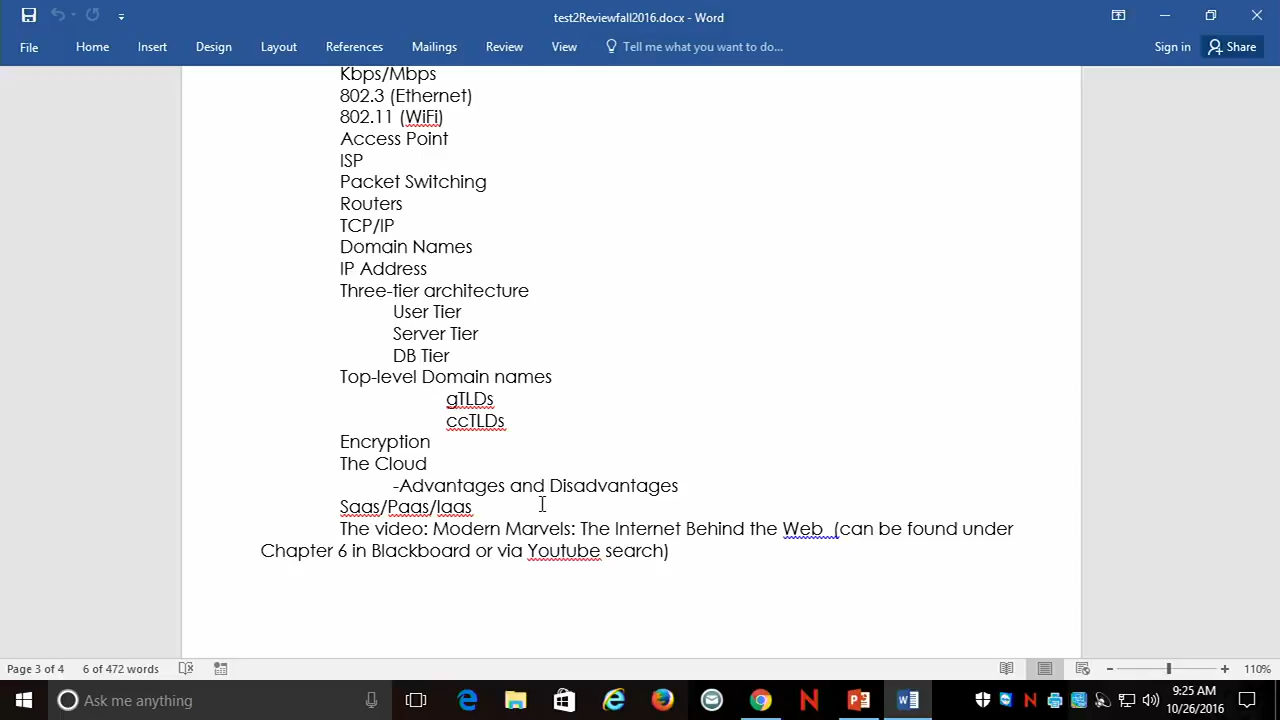 test2Reviewfall2016.docx - Word
File Home Insert Design Layout References Mailings Review View Tell me what you want to do... Sign in Share
Kbps/Mbps
802.3 (Ethernet)
802.11 (WiFi)
Access Point
ISP
Packet Switching
Routers
TCP/IP
Domain Names
IP Address
Three-tier architecture
User Tier
Server Tier
DB Tier
Top-level Domain names
gTLDs
ccTLDs
Encryption
The Cloud
-Advantages and Disadvantages
Saas/Paas/Iaas
The video: Modern Marvels: The Internet Behind the Web (can be found under
Chapter 6 in Blackboard or via Youtube search)
Page 3 of 4 6 of 472 words 110%
Ask me anything 9:25 AM
10/26/2016